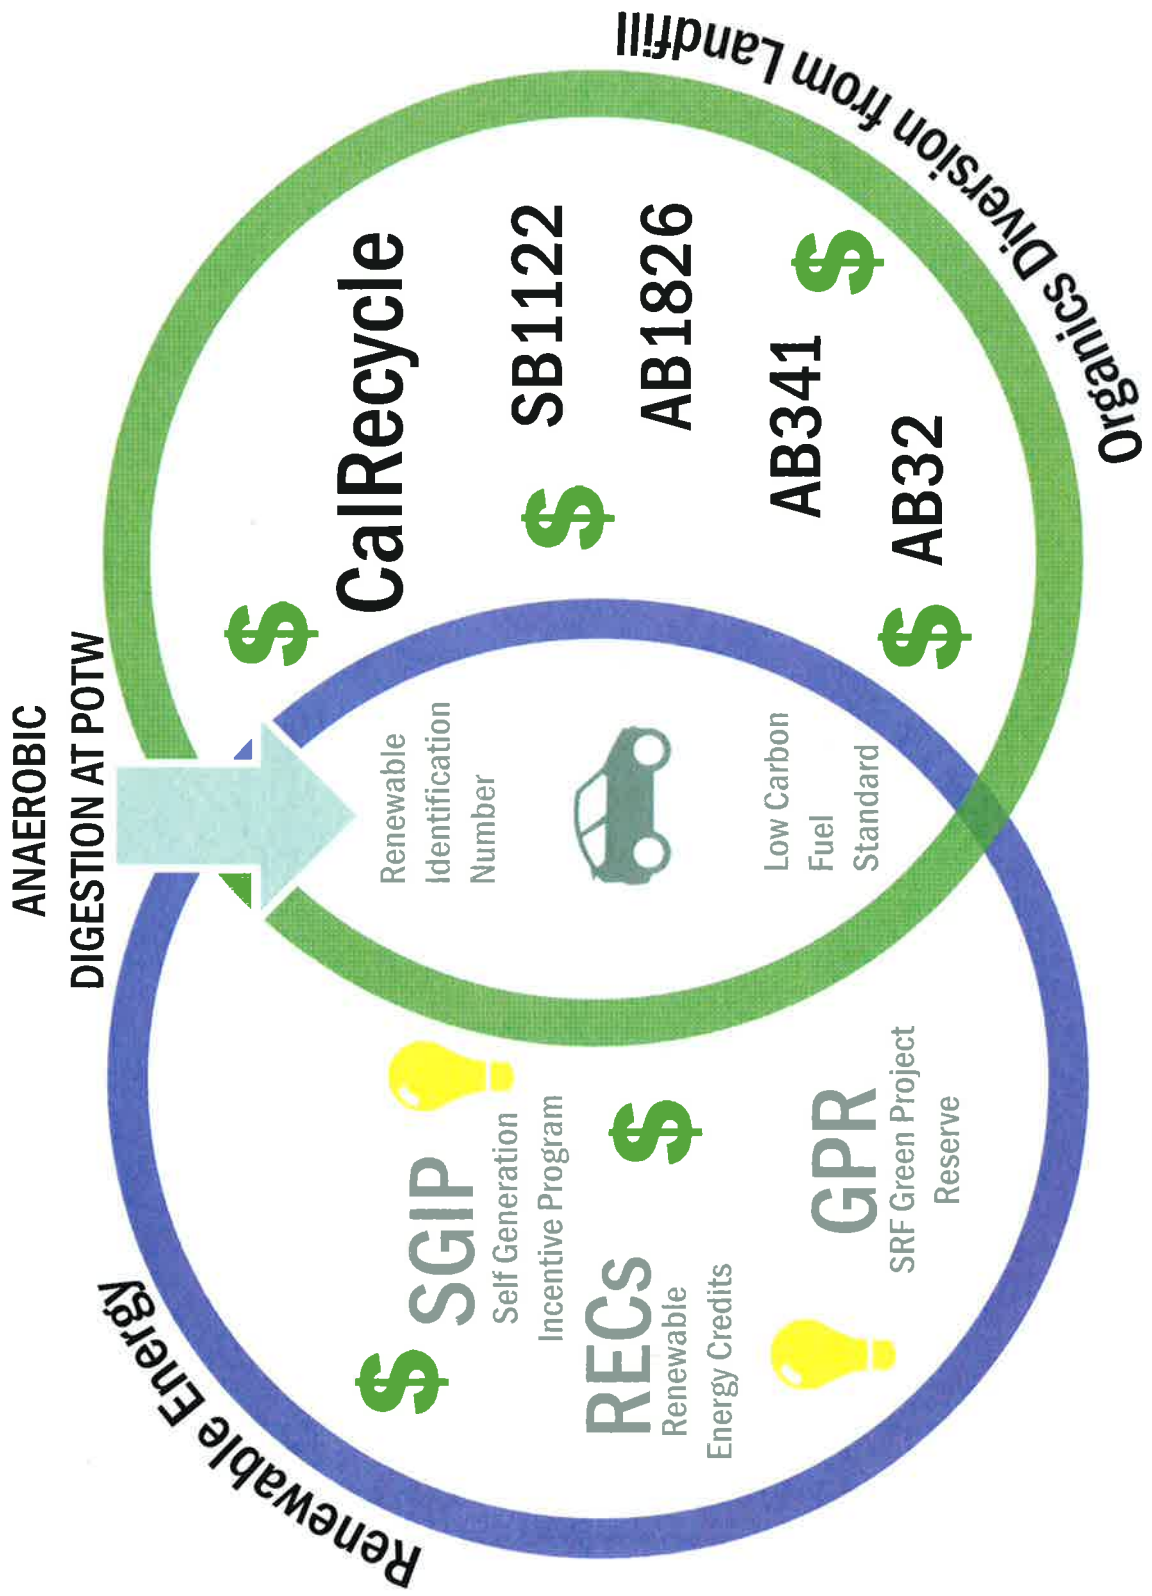 ANAEROBIC
DIGESTION AT POTW
Renewable Energy
$
SGIP
Self Generation
Incentive Program
RECs
Renewable
Energy Credits
$
GPR
SRF Green Project
Reserve
Renewable
Identification
Number
Low Carbon
Fuel
Standard
$
CalRecycle
$
SB1122
AB1826
AB341
$
$
AB32
Organics Diversion from Landfill